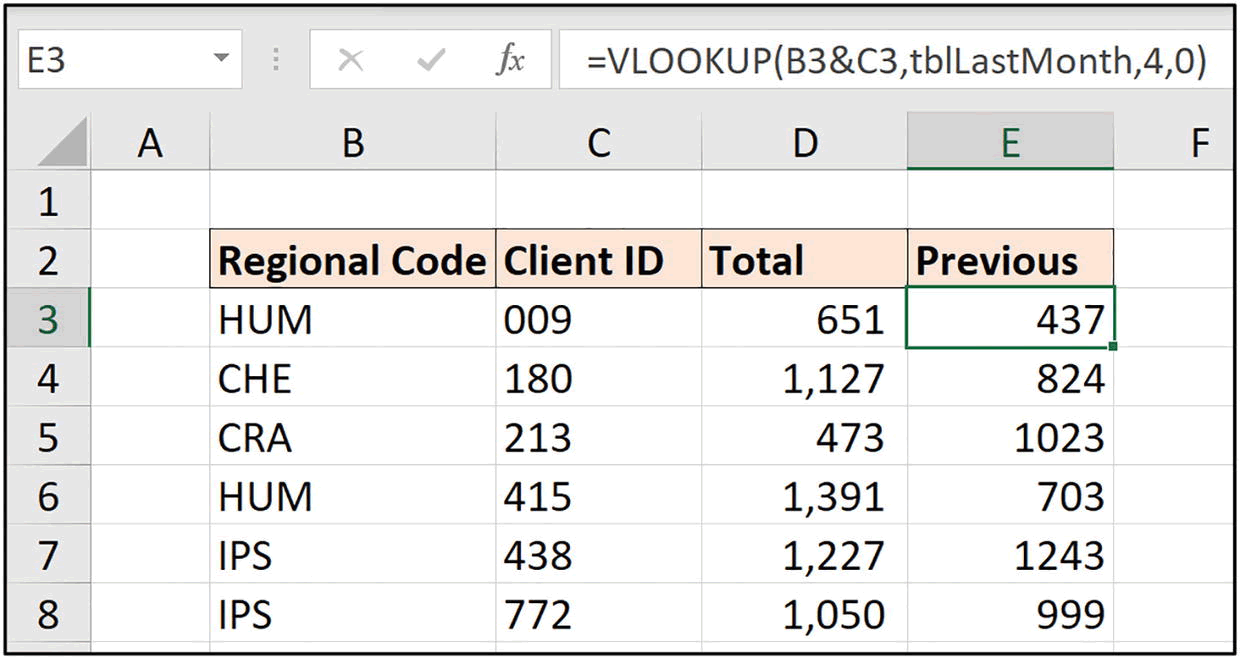 E3 fx =VLOOKUP(B3&C3,tblLastMonth,4,0)
A B C D E F
1
2 Regional Code Client ID Total Previous
3 HUM 009 651 437
4 CHE 180 1,127 824
5 CRA 213 473 1023
6 HUM 415 1,391 703
7 IPS 438 1,227 1243
8 IPS 772 1,050 999